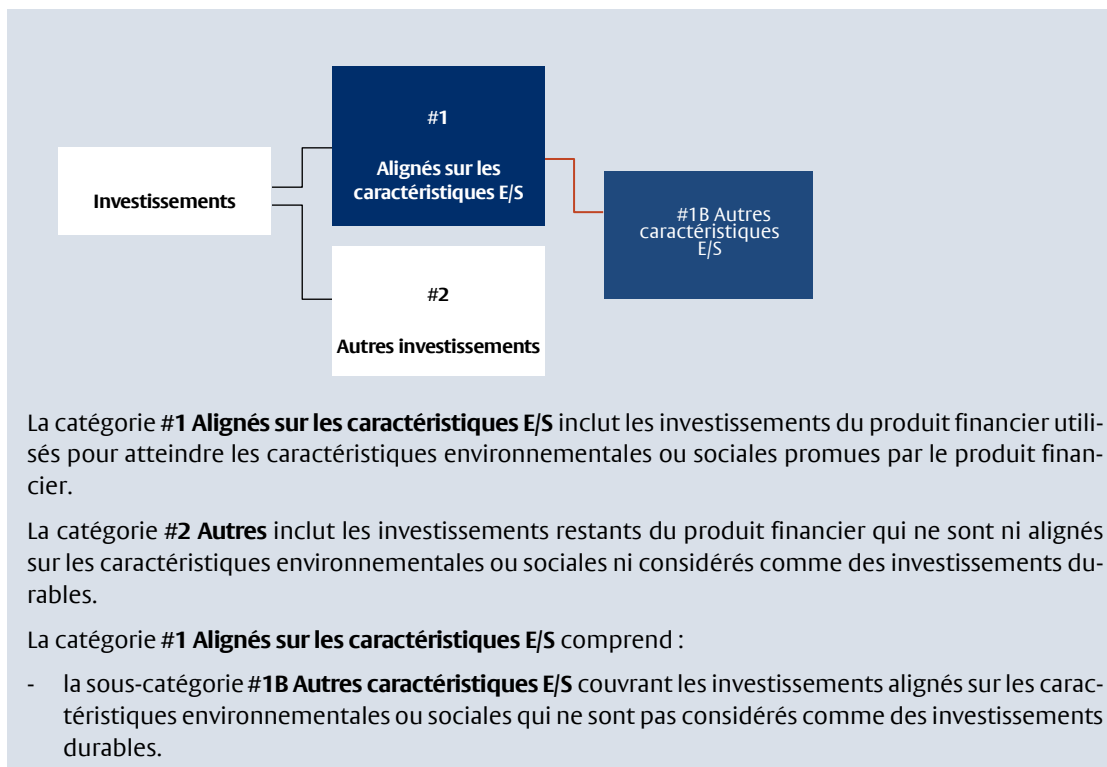 #1
Alignés sur les
caractéristiques E/S
Investissements
#1B Autres
caractéristiques
E/S
#2
Autres investissements
La catégorie #1 Alignés sur les caractéristiques E/S inclut les investissements du produit financier utili-
sés pour atteindre les caractéristiques environnementales ou sociales promues par le produit finan-
cier.
La catégorie #2 Autres inclut les investissements restants du produit financier qui ne sont ni alignés
sur les caractéristiques environnementales ou sociales ni considérés comme des investissements du-
rables.
La catégorie #1 Alignés sur les caractéristiques E/S comprend :
- la sous-catégorie #1B Autres caractéristiques E/S couvrant les investissements alignés sur les carac-
téristiques environnementales ou sociales qui ne sont pas considérés comme des investissements
durables.